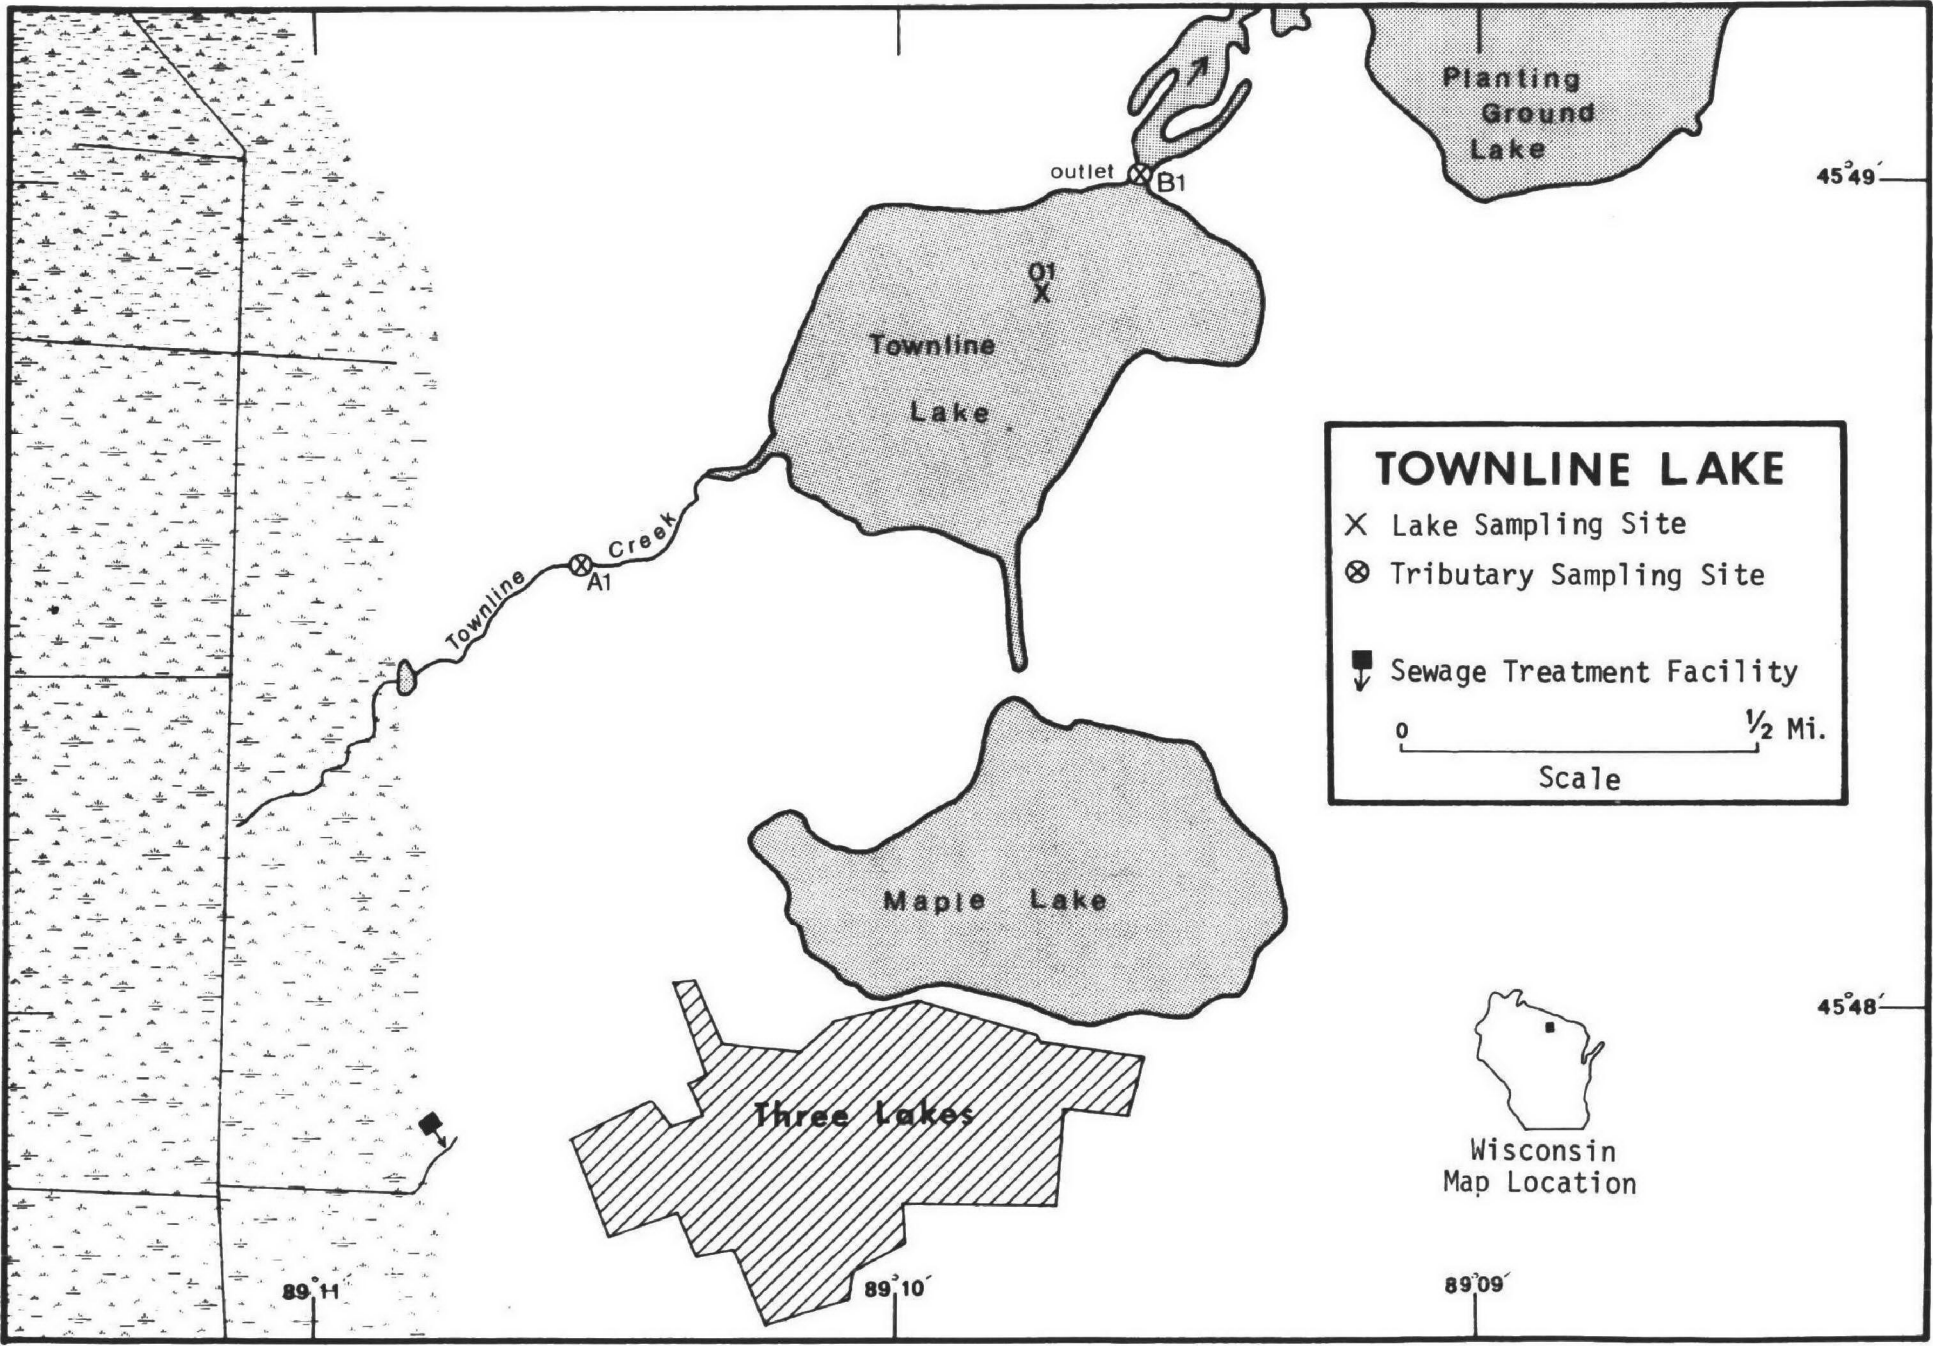 Planting
Ground
Lake
outlet
B1
45°49´
01
X
Townline
Lake
TOWNLINE LAKE
X Lake Sampling Site
⊗ Tributary Sampling Site
Sewage Treatment Facility
0 ½ Mi.
Scale
Townline Creek
A1
Maple Lake
45°48´
Three Lakes
Wisconsin
Map Location
89°11´
89°10´
89°09´